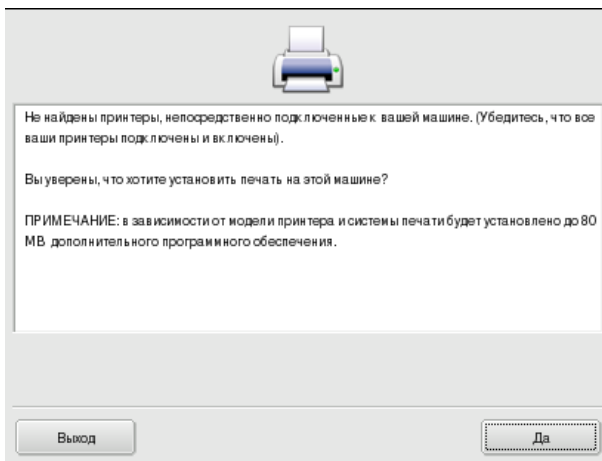 Не найдены принтеры, непосредственно подключенные к вашей машине. (Убедитесь, что все
ваши принтеры подключены и включены).
Вы уверены, что хотите установить печать на этой машине?
ПРИМЕЧАНИЕ: в зависимости от модели принтера и системы печати будет установлено до 80
МВ дополнительного программного обеспечения.
Выход
Да